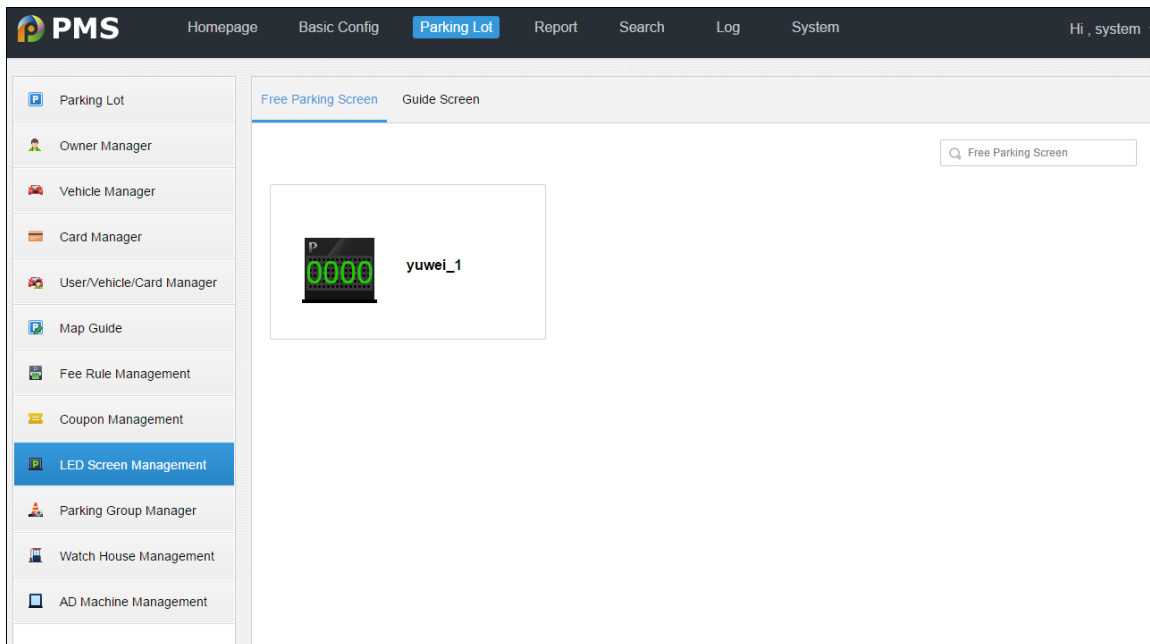 PMS Homepage Basic Config Parking Lot Report Search Log System Hi , system
Parking Lot
Owner Manager
Vehicle Manager
Card Manager
User/Vehicle/Card Manager
Map Guide
Fee Rule Management
Coupon Management
LED Screen Management
Parking Group Manager
Watch House Management
AD Machine Management
Free Parking Screen Guide Screen
Free Parking Screen
P
0000
yuwei_1